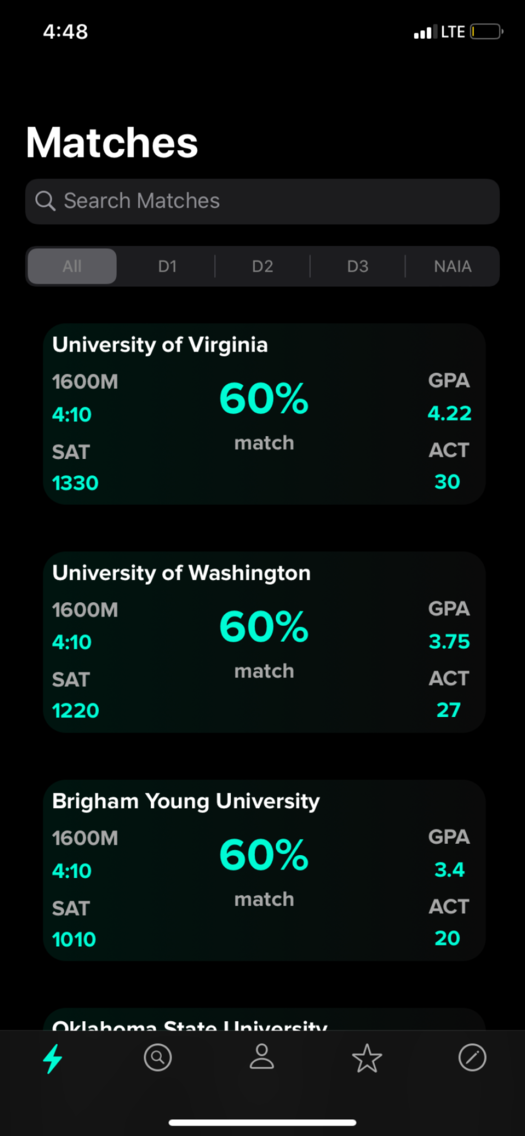 4:48 LTE
Matches
Search Matches
All D1 D2 D3 NAIA
University of Virginia
1600M GPA
4:10 60% 4.22
SAT match ACT
1330 30
University of Washington
1600M GPA
4:10 60% 3.75
SAT match ACT
1220 27
Brigham Young University
1600M GPA
4:10 60% 3.4
SAT match ACT
1010 20
Oklahoma State University